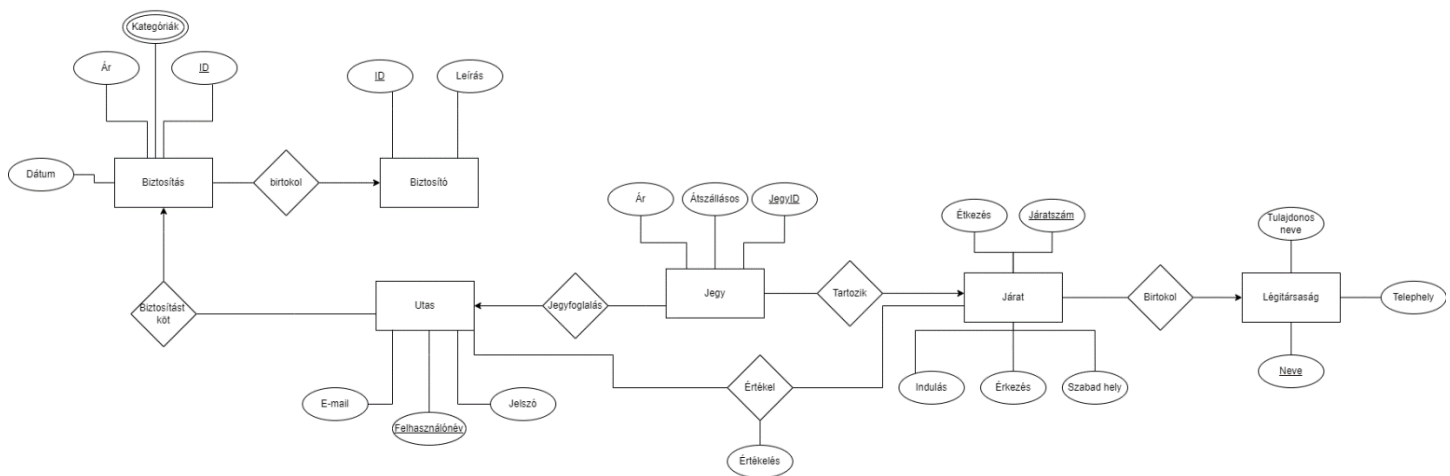 Kategóriák
Ár
ID
ID
Leírás
Dátum
Biztosítás
birtokol
Biztosító
Ár
Átszállásos
JegyID
Étkezés
Járatszám
Tulajdonos
neve
Biztosítást
köt
Utas
Jegyfoglalás
Jegy
Tartozik
Járat
Birtokol
Légitársaság
Telephely
E-mail
Felhasználónév
Jelszó
Értékel
Értékelés
Indulás
Érkezés
Szabad hely
Neve